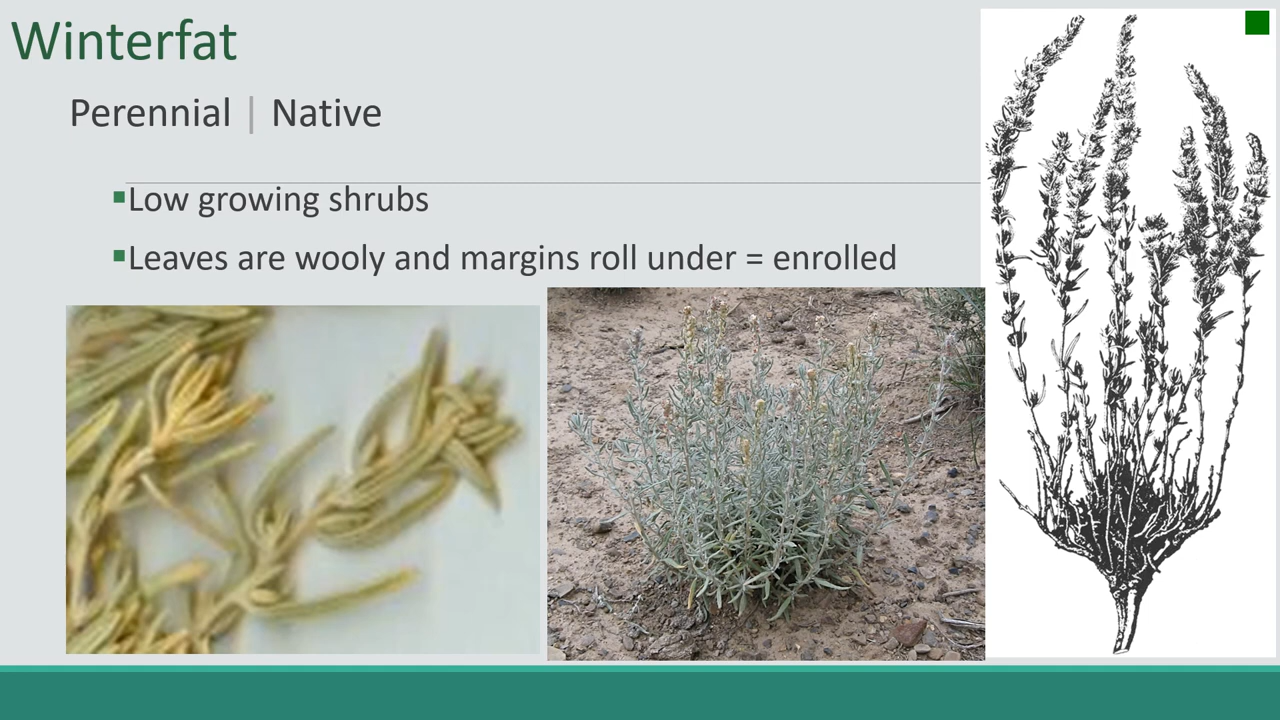 Winterfat
Perennial | Native
▪Low growing shrubs
▪Leaves are wooly and margins roll under = enrolled